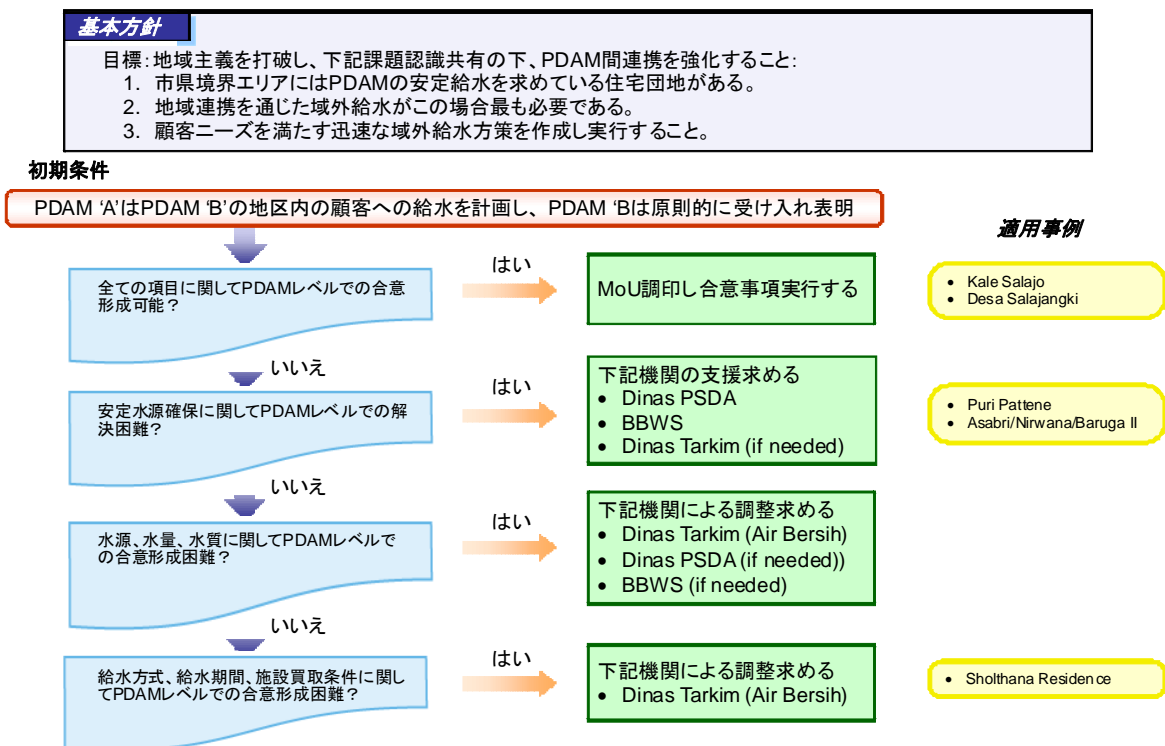 基本方針
目標:地域主義を打破し、下記課題認識共有の下、PDAM間連携を強化すること:
1. 市県境界エリアにはPDAMの安定給水を求めている住宅団地がある。
2. 地域連携を通じた域外給水がこの場合最も必要である。
3. 顧客ニーズを満たす迅速な域外給水方策を作成し実行すること。
初期条件
PDAM ‘A’はPDAM ‘B’の地区内の顧客への給水を計画し、PDAM ‘Bは原則的に受け入れ表明
適用事例
全ての項目に関してPDAMレベルでの合意
形成可能？
はい
MoU調印し合意事項実行する
• Kale Salajo
• Desa Salajangki
いいえ
安定水源確保に関してPDAMレベルでの解
決困難？
はい
下記機関の支援求める
• Dinas PSDA
• BBWS
• Dinas Tarkim (if needed)
• Puri Pattene
• Asabri/Nirwana/Baruga II
いいえ
水源、水量、水質に関してPDAMレベルで
の合意形成困難？
はい
下記機関による調整求める
• Dinas Tarkim (Air Bersih)
• Dinas PSDA (if needed))
• BBWS (if needed)
いいえ
給水方式、給水期間、施設買取条件に関し
てPDAMレベルでの合意形成困難？
はい
下記機関による調整求める
• Dinas Tarkim (Air Bersih)
• Sholthana Residence